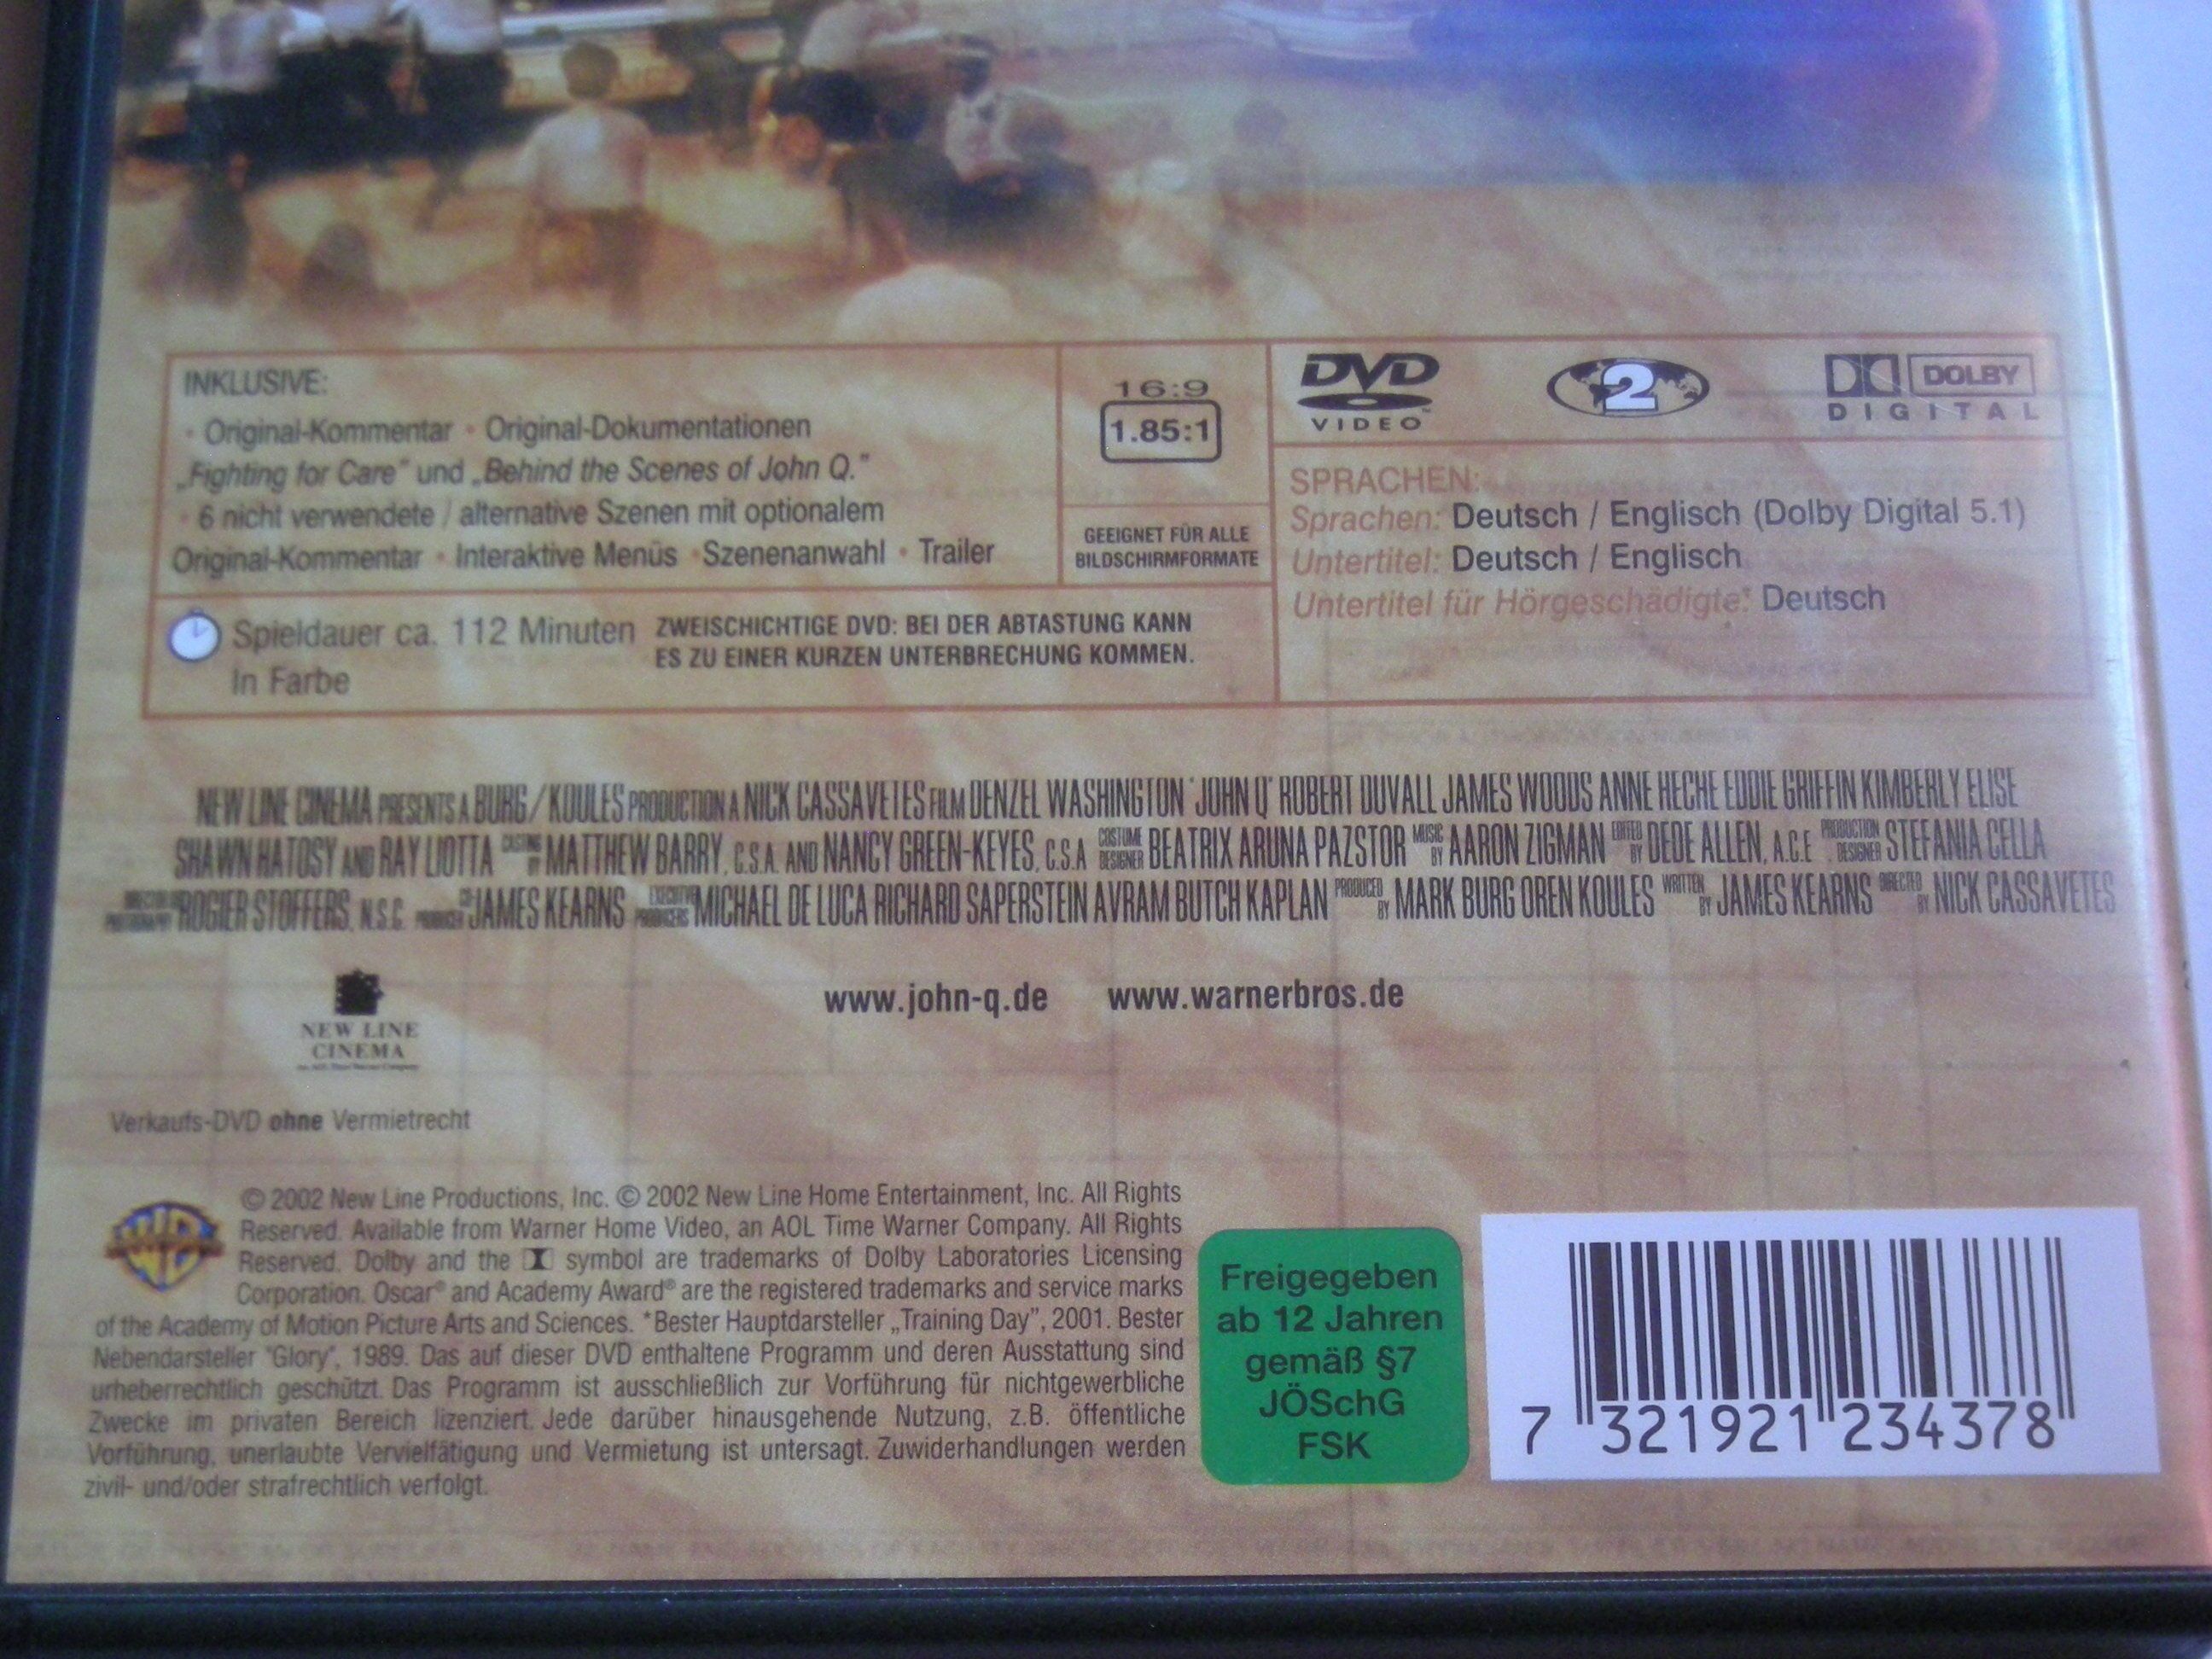 INKLUSIVE:
• Original-Kommentar • Original-Dokumentationen
„Fighting for Care" und „Behind the Scenes of John Q."
• 6 nicht verwendete / alternative Szenen mit optionalem
Original-Kommentar • Interaktive Menüs • Szenenanwahl • Trailer
16:9
1.85:1
GEEIGNET FÜR ALLE
BILDSCHIRMFORMATE
DVD
VIDEO
2
DOLBY
DIGITAL
SPRACHEN:
Sprachen: Deutsch / Englisch (Dolby Digital 5.1)
Untertitel: Deutsch / Englisch
Untertitel für Hörgeschädigte: Deutsch
Spieldauer ca. 112 Minuten
In Farbe
ZWEISCHICHTIGE DVD: BEI DER ABTASTUNG KANN
ES ZU EINER KURZEN UNTERBRECHUNG KOMMEN.
NEW LINE CINEMA PRESENTS A BURG/KOULES PRODUCTION A NICK CASSAVETES FILM DENZEL WASHINGTON "JOHN Q" ROBERT DUVALL JAMES WOODS ANNE HECHE EDDIE GRIFFIN KIMBERLY ELISE
SHAWN HATOSY AND RAY LIOTTA CASTING BY MATTHEW BARRY, C.S.A. AND NANCY GREEN-KEYES, C.S.A COSTUME DESIGNER BEATRIX ARUNA PAZSTOR MUSIC BY AARON ZIGMAN EDITED BY DEDE ALLEN, A.C.E. PRODUCTION DESIGNER STEFANIA CELLA
DIRECTOR OF PHOTOGRAPHY ROGIER STOFFERS, N.S.C. CO-PRODUCER JAMES KEARNS EXECUTIVE PRODUCERS MICHAEL DE LUCA RICHARD SAPERSTEIN AVRAM BUTCH KAPLAN PRODUCED BY MARK BURG OREN KOULES WRITTEN BY JAMES KEARNS DIRECTED BY NICK CASSAVETES
NEW LINE
CINEMA
An AOL Time Warner Company
www.john-q.de www.warnerbros.de
Verkaufs-DVD ohne Vermietrecht
WB
© 2002 New Line Productions, Inc. © 2002 New Line Home Entertainment, Inc. All Rights
Reserved. Available from Warner Home Video, an AOL Time Warner Company. All Rights
Reserved. Dolby and the symbol are trademarks of Dolby Laboratories Licensing
Corporation. Oscar® and Academy Award® are the registered trademarks and service marks
of the Academy of Motion Picture Arts and Sciences. *Bester Hauptdarsteller „Training Day", 2001. Bester
Nebendarsteller "Glory", 1989. Das auf dieser DVD enthaltene Programm und deren Ausstattung sind
urheberrechtlich geschützt. Das Programm ist ausschließlich zur Vorführung für nichtgewerbliche
Zwecke im privaten Bereich lizenziert. Jede darüber hinausgehende Nutzung, z.B. öffentliche
Vorführung, unerlaubte Vervielfätigung und Vermietung ist untersagt. Zuwiderhandlungen werden
zivil- und/oder strafrechtlich verfolgt.
Freigegeben
ab 12 Jahren
gemäß §7
JÖSchG
FSK
7 321921 234378